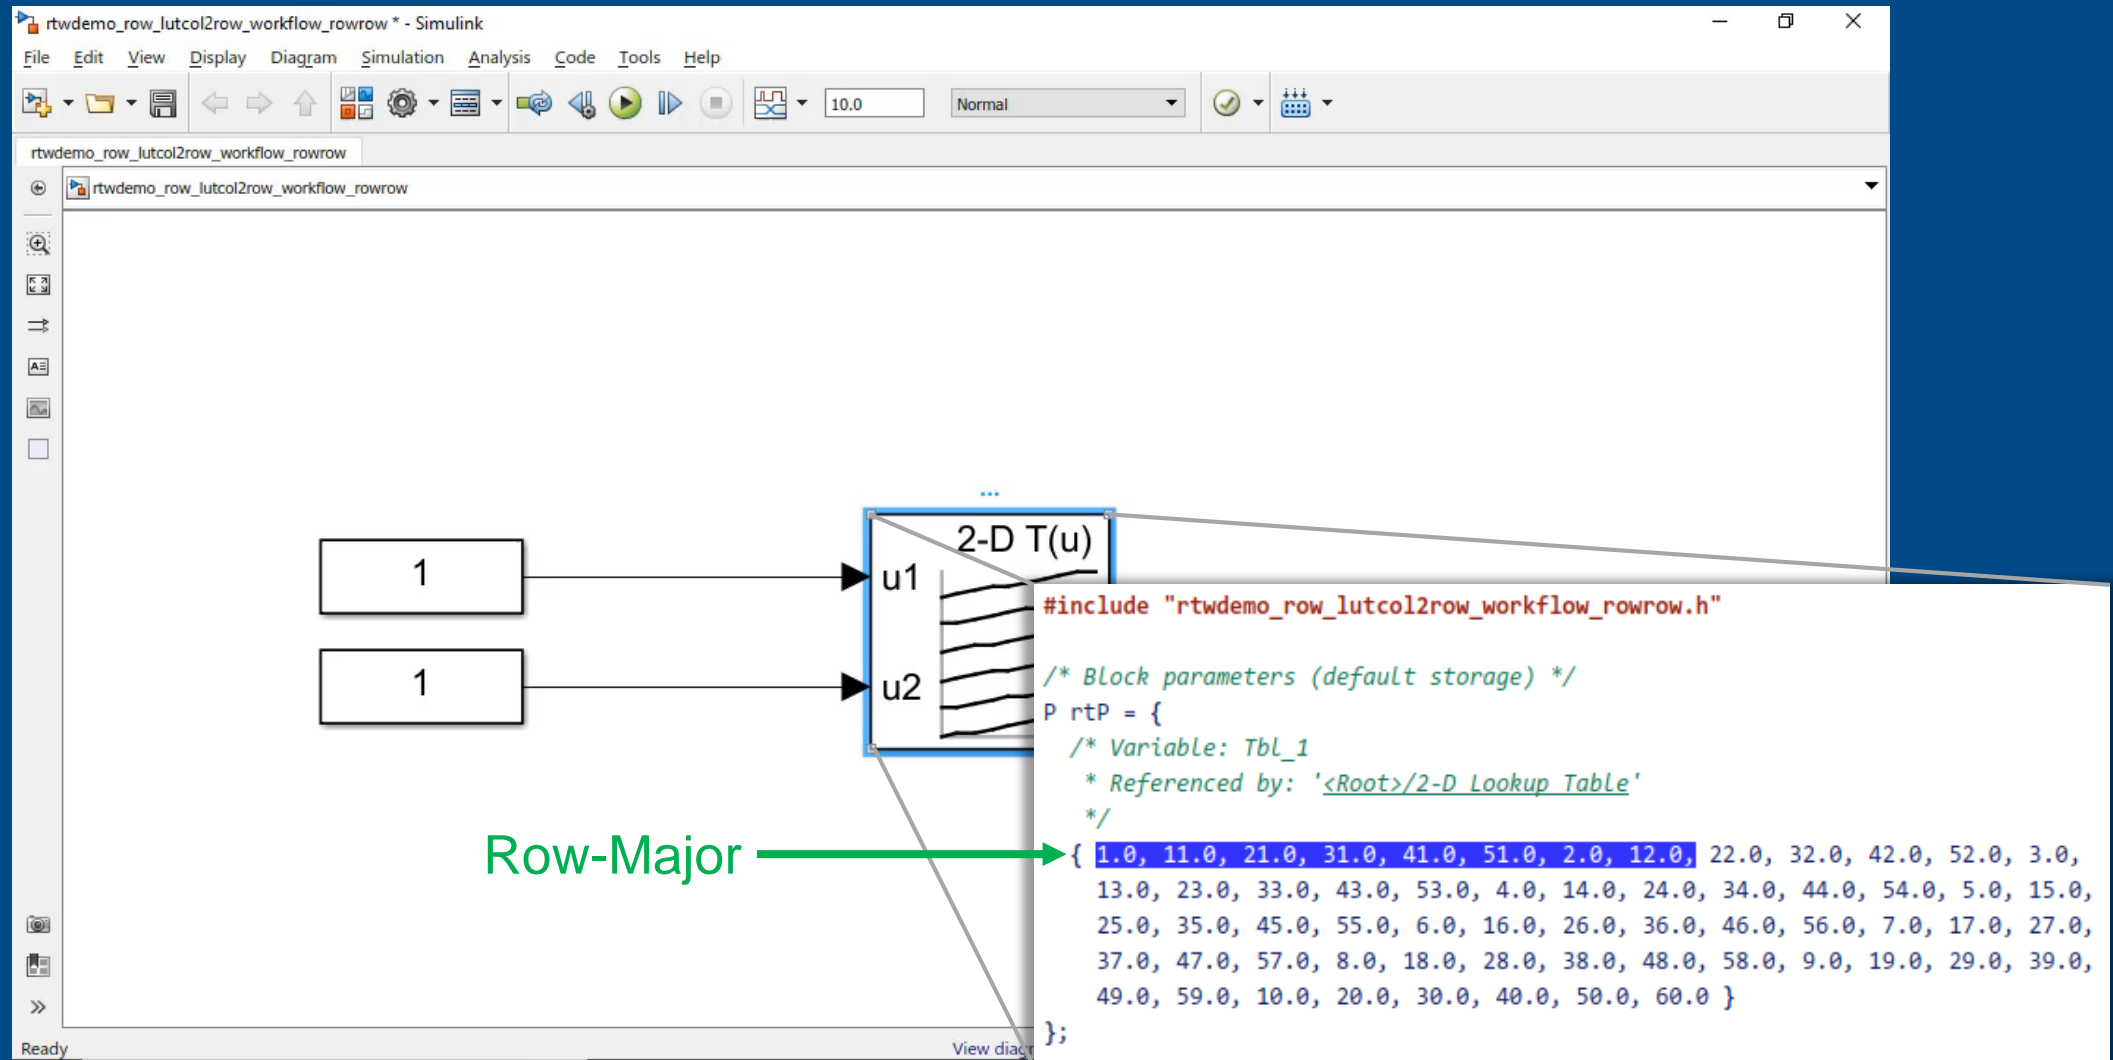 rtwdemo_row_lutcol2row_workflow_rowrow * - Simulink
File Edit View Display Diagram Simulation Analysis Code Tools Help
10.0 Normal
rtwdemo_row_lutcol2row_workflow_rowrow
rtwdemo_row_lutcol2row_workflow_rowrow
2-D T(u)
1
u1
1
u2
#include "rtwdemo_row_lutcol2row_workflow_rowrow.h"
/* Block parameters (default storage) */
P rtP = {
/* Variable: Tbl_1
* Referenced by: '<Root>/2-D Lookup Table'
*/
Row-Major
{ 1.0, 11.0, 21.0, 31.0, 41.0, 51.0, 2.0, 12.0, 22.0, 32.0, 42.0, 52.0, 3.0,
13.0, 23.0, 33.0, 43.0, 53.0, 4.0, 14.0, 24.0, 34.0, 44.0, 54.0, 5.0, 15.0,
25.0, 35.0, 45.0, 55.0, 6.0, 16.0, 26.0, 36.0, 46.0, 56.0, 7.0, 17.0, 27.0,
37.0, 47.0, 57.0, 8.0, 18.0, 28.0, 38.0, 48.0, 58.0, 9.0, 19.0, 29.0, 39.0,
49.0, 59.0, 10.0, 20.0, 30.0, 40.0, 50.0, 60.0 }
};
Ready
View